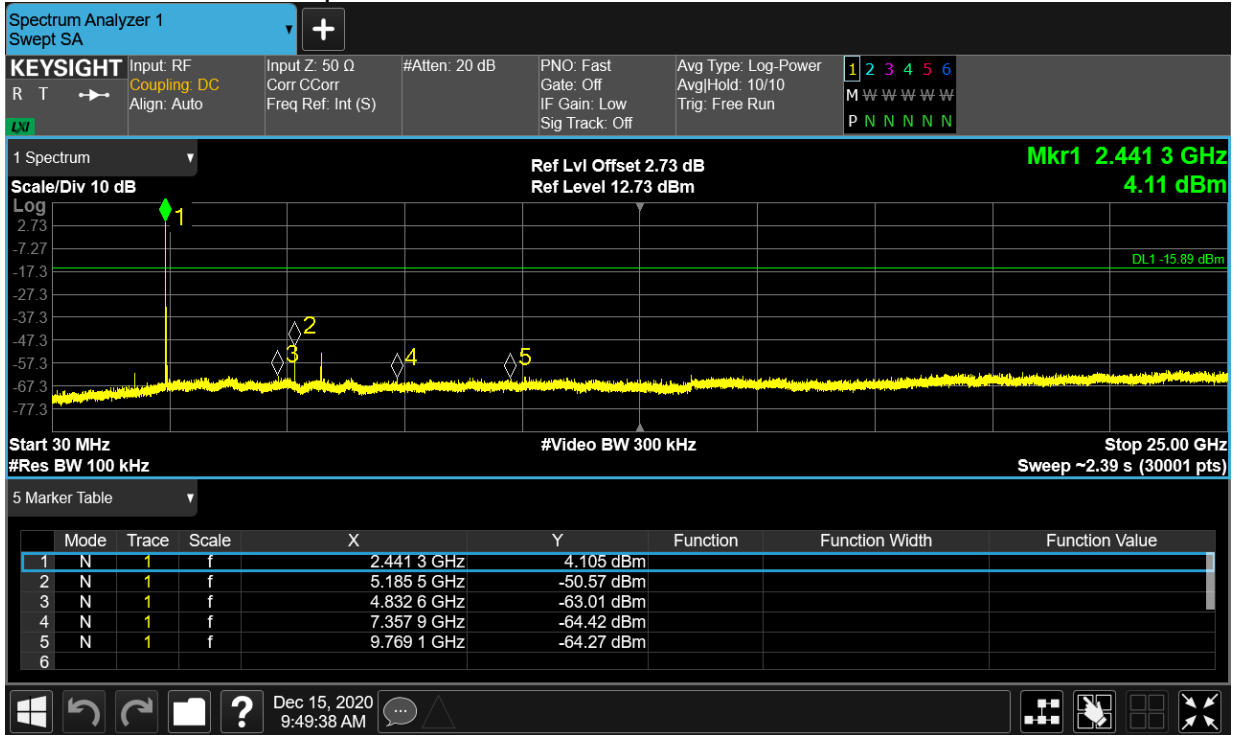 Spectrum Analyzer 1
Swept SA
+
KEYSIGHT
R T
LXI
Input: RF
Coupling: DC
Align: Auto
Input Z: 50 Ω
Corr CCorr
Freq Ref: Int (S)
#Atten: 20 dB
PNO: Fast
Gate: Off
IF Gain: Low
Sig Track: Off
Avg Type: Log-Power
Avg|Hold: 10/10
Trig: Free Run
1 2 3 4 5 6
M W W W W W
P N N N N N
1 Spectrum
Scale/Div 10 dB
Ref Lvl Offset 2.73 dB
Ref Level 12.73 dBm
Mkr1 2.441 3 GHz
4.11 dBm
Log
2.73
-7.27
-17.3
-27.3
-37.3
-47.3
-57.3
-67.3
-77.3
1
DL1 -15.89 dBm
2
3
4
5
Start 30 MHz
#Res BW 100 kHz
#Video BW 300 kHz
Stop 25.00 GHz
Sweep ~2.39 s (30001 pts)
5 Marker Table
Mode Trace Scale X Y Function Function Width Function Value
1 N 1 f 2.441 3 GHz 4.105 dBm
2 N 1 f 5.185 5 GHz -50.57 dBm
3 N 1 f 4.832 6 GHz -63.01 dBm
4 N 1 f 7.357 9 GHz -64.42 dBm
5 N 1 f 9.769 1 GHz -64.27 dBm
6
?
Dec 15, 2020
9:49:38 AM